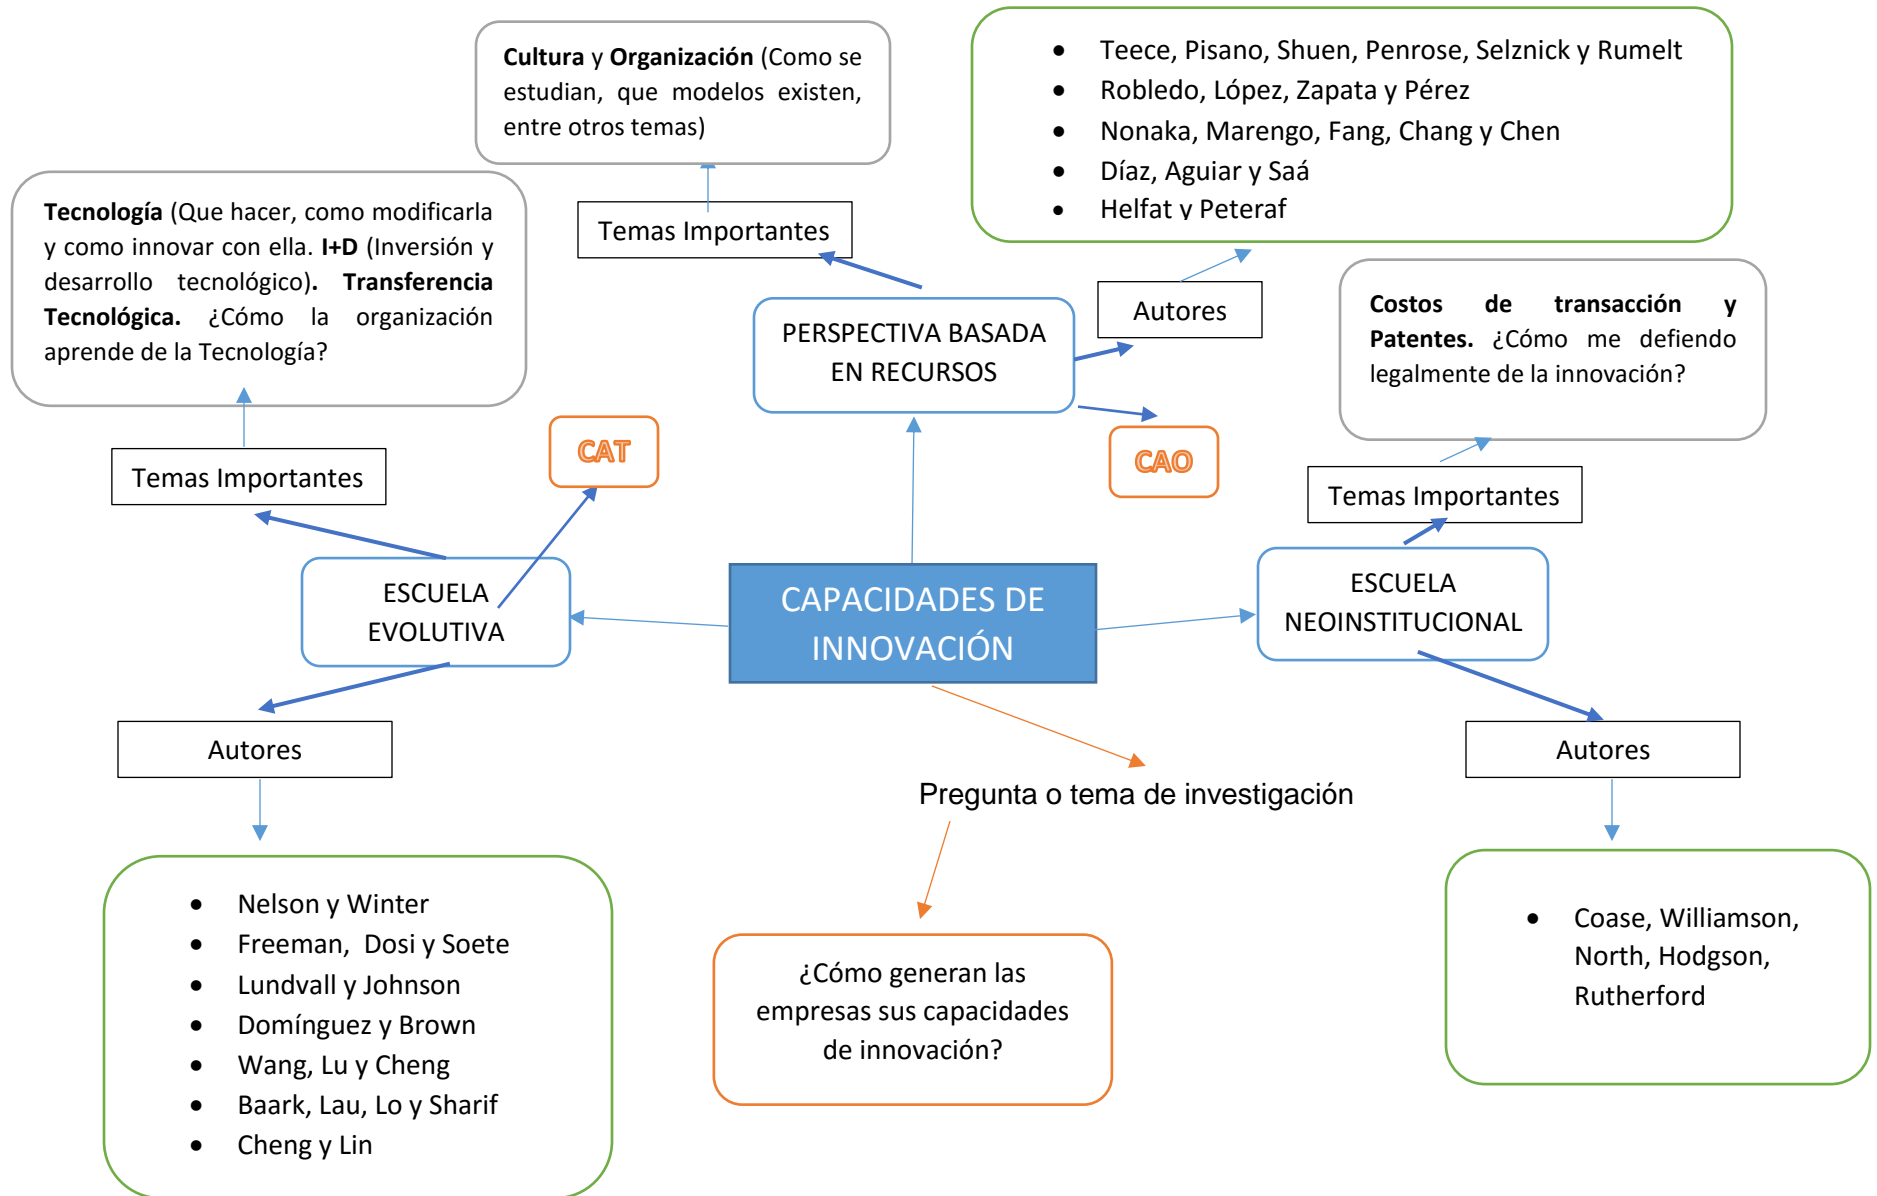 Cultura y Organización (Como se
estudian, que modelos existen,
entre otros temas)
• Teece, Pisano, Shuen, Penrose, Selznick y Rumelt
• Robledo, López, Zapata y Pérez
• Nonaka, Marengo, Fang, Chang y Chen
• Díaz, Aguiar y Saá
• Helfat y Peteraf
Tecnología (Que hacer, como modificarla
y como innovar con ella. I+D (Inversión y
desarrollo tecnológico). Transferencia
Tecnológica. ¿Cómo la organización
aprende de la Tecnología?
Temas Importantes
Autores
Costos de transacción y
Patentes. ¿Cómo me defiendo
legalmente de la innovación?
PERSPECTIVA BASADA
EN RECURSOS
CAT
CAO
Temas Importantes
Temas Importantes
ESCUELA
EVOLUTIVA
CAPACIDADES DE
INNOVACIÓN
ESCUELA
NEOINSTITUCIONAL
Autores
Autores
Pregunta o tema de investigación
• Nelson y Winter
• Freeman, Dosi y Soete
• Lundvall y Johnson
• Domínguez y Brown
• Wang, Lu y Cheng
• Baark, Lau, Lo y Sharif
• Cheng y Lin
¿Cómo generan las
empresas sus capacidades
de innovación?
• Coase, Williamson,
North, Hodgson,
Rutherford